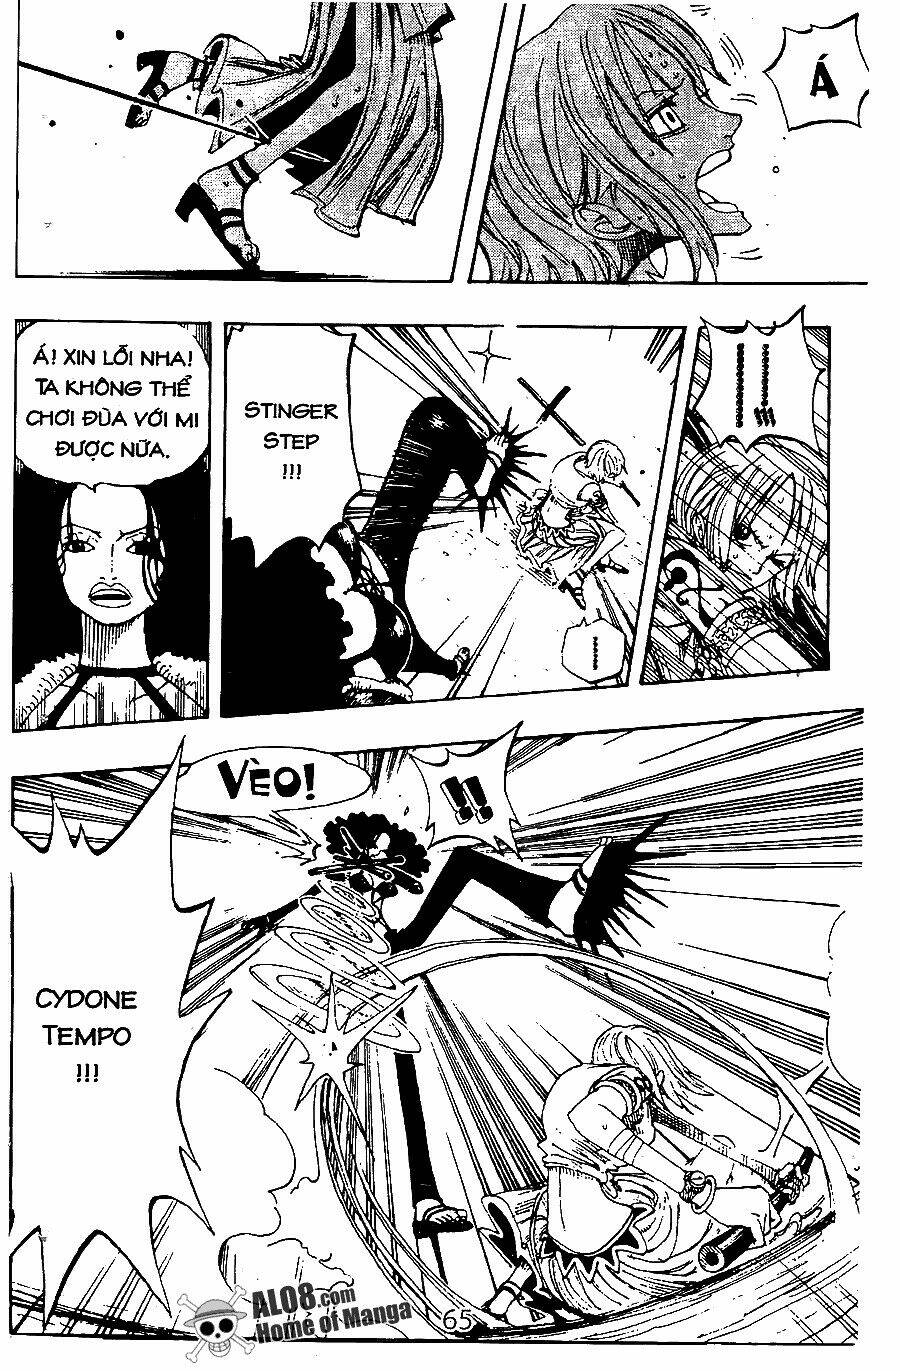 Á
............!!!
STINGER
STEP
!!!
............
Á! XIN LỖI NHA!
TA KHÔNG THỂ
CHƠI ĐÙA VỚI MI
ĐƯỢC NỮA.
!!
VÈO!
CYDONE
TEMPO
!!!
AL08.com
Home of Manga
65